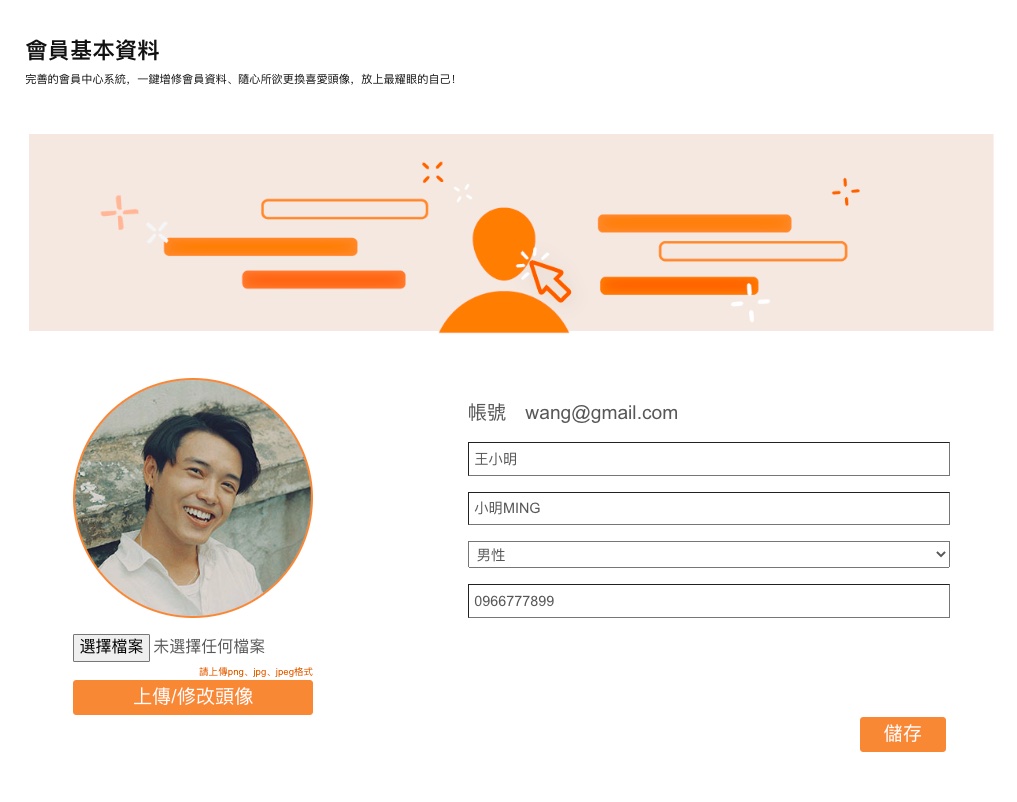 會員基本資料
完善的會員中心系統，一鍵增修會員資料、隨心所欲更換喜愛頭像，放上最耀眼的自己！
帳號 wang@gmail.com
王小明
小明MING
男性
0966777899
選擇檔案 未選擇任何檔案
請上傳png、jpg、jpeg格式
上傳/修改頭像
儲存